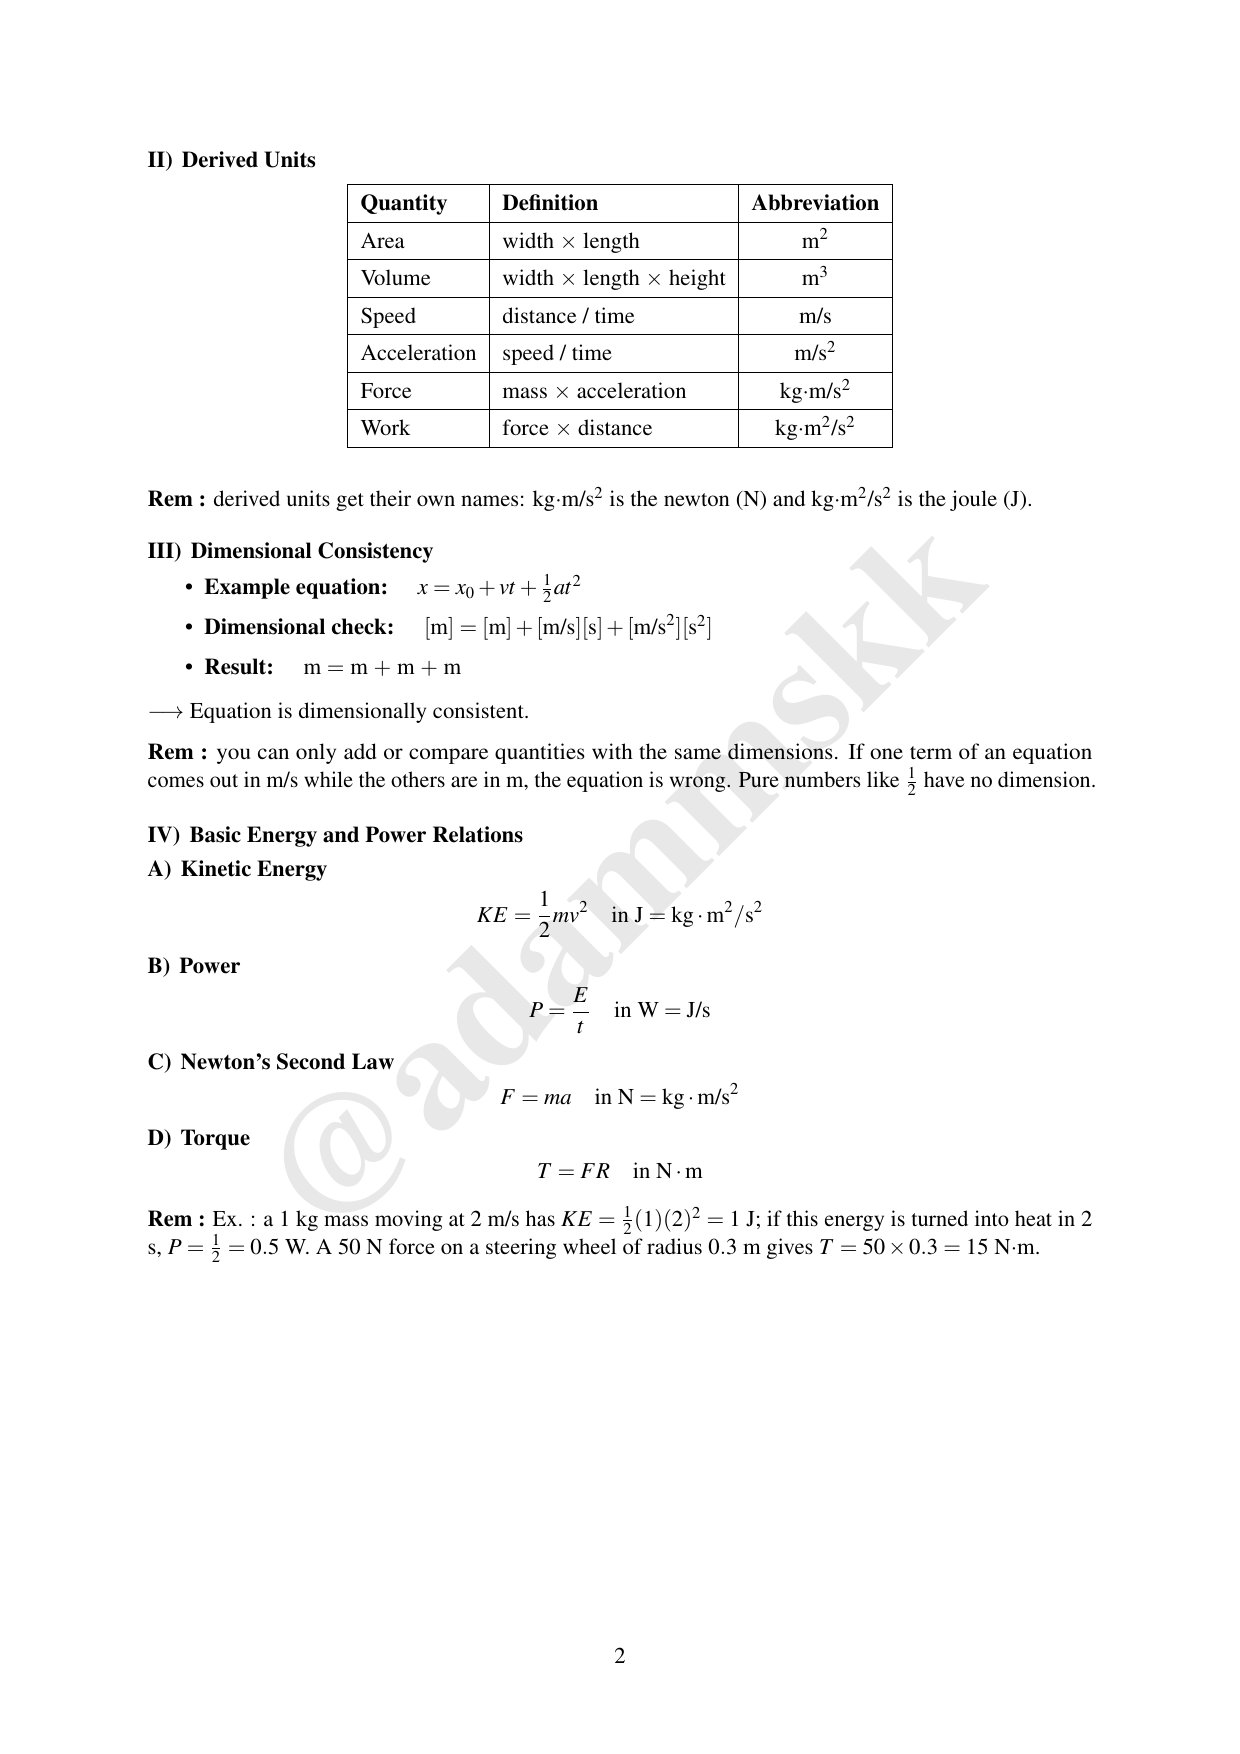 II) Derived Units
Quantity Definition Abbreviation
Area width × length m²
Volume width × length × height m³
Speed distance / time m/s
Acceleration speed / time m/s²
Force mass × acceleration kg·m/s²
Work force × distance kg·m²/s²
Rem : derived units get their own names: kg·m/s² is the newton (N) and kg·m²/s² is the joule (J).
III) Dimensional Consistency
• Example equation: x = x₀ + vt + ½at²
• Dimensional check: [m] = [m] + [m/s][s] + [m/s²][s²]
• Result: m = m + m + m
⟶ Equation is dimensionally consistent.
Rem : you can only add or compare quantities with the same dimensions. If one term of an equation
comes out in m/s while the others are in m, the equation is wrong. Pure numbers like ½ have no dimension.
IV) Basic Energy and Power Relations
A) Kinetic Energy
KE = ½mv² in J = kg · m²/s²
B) Power
P = E/t in W = J/s
C) Newton's Second Law
F = ma in N = kg · m/s²
D) Torque
T = FR in N · m
Rem : Ex. : a 1 kg mass moving at 2 m/s has KE = ½(1)(2)² = 1 J; if this energy is turned into heat in 2
s, P = ½ = 0.5 W. A 50 N force on a steering wheel of radius 0.3 m gives T = 50 × 0.3 = 15 N·m.
@adammskk
2